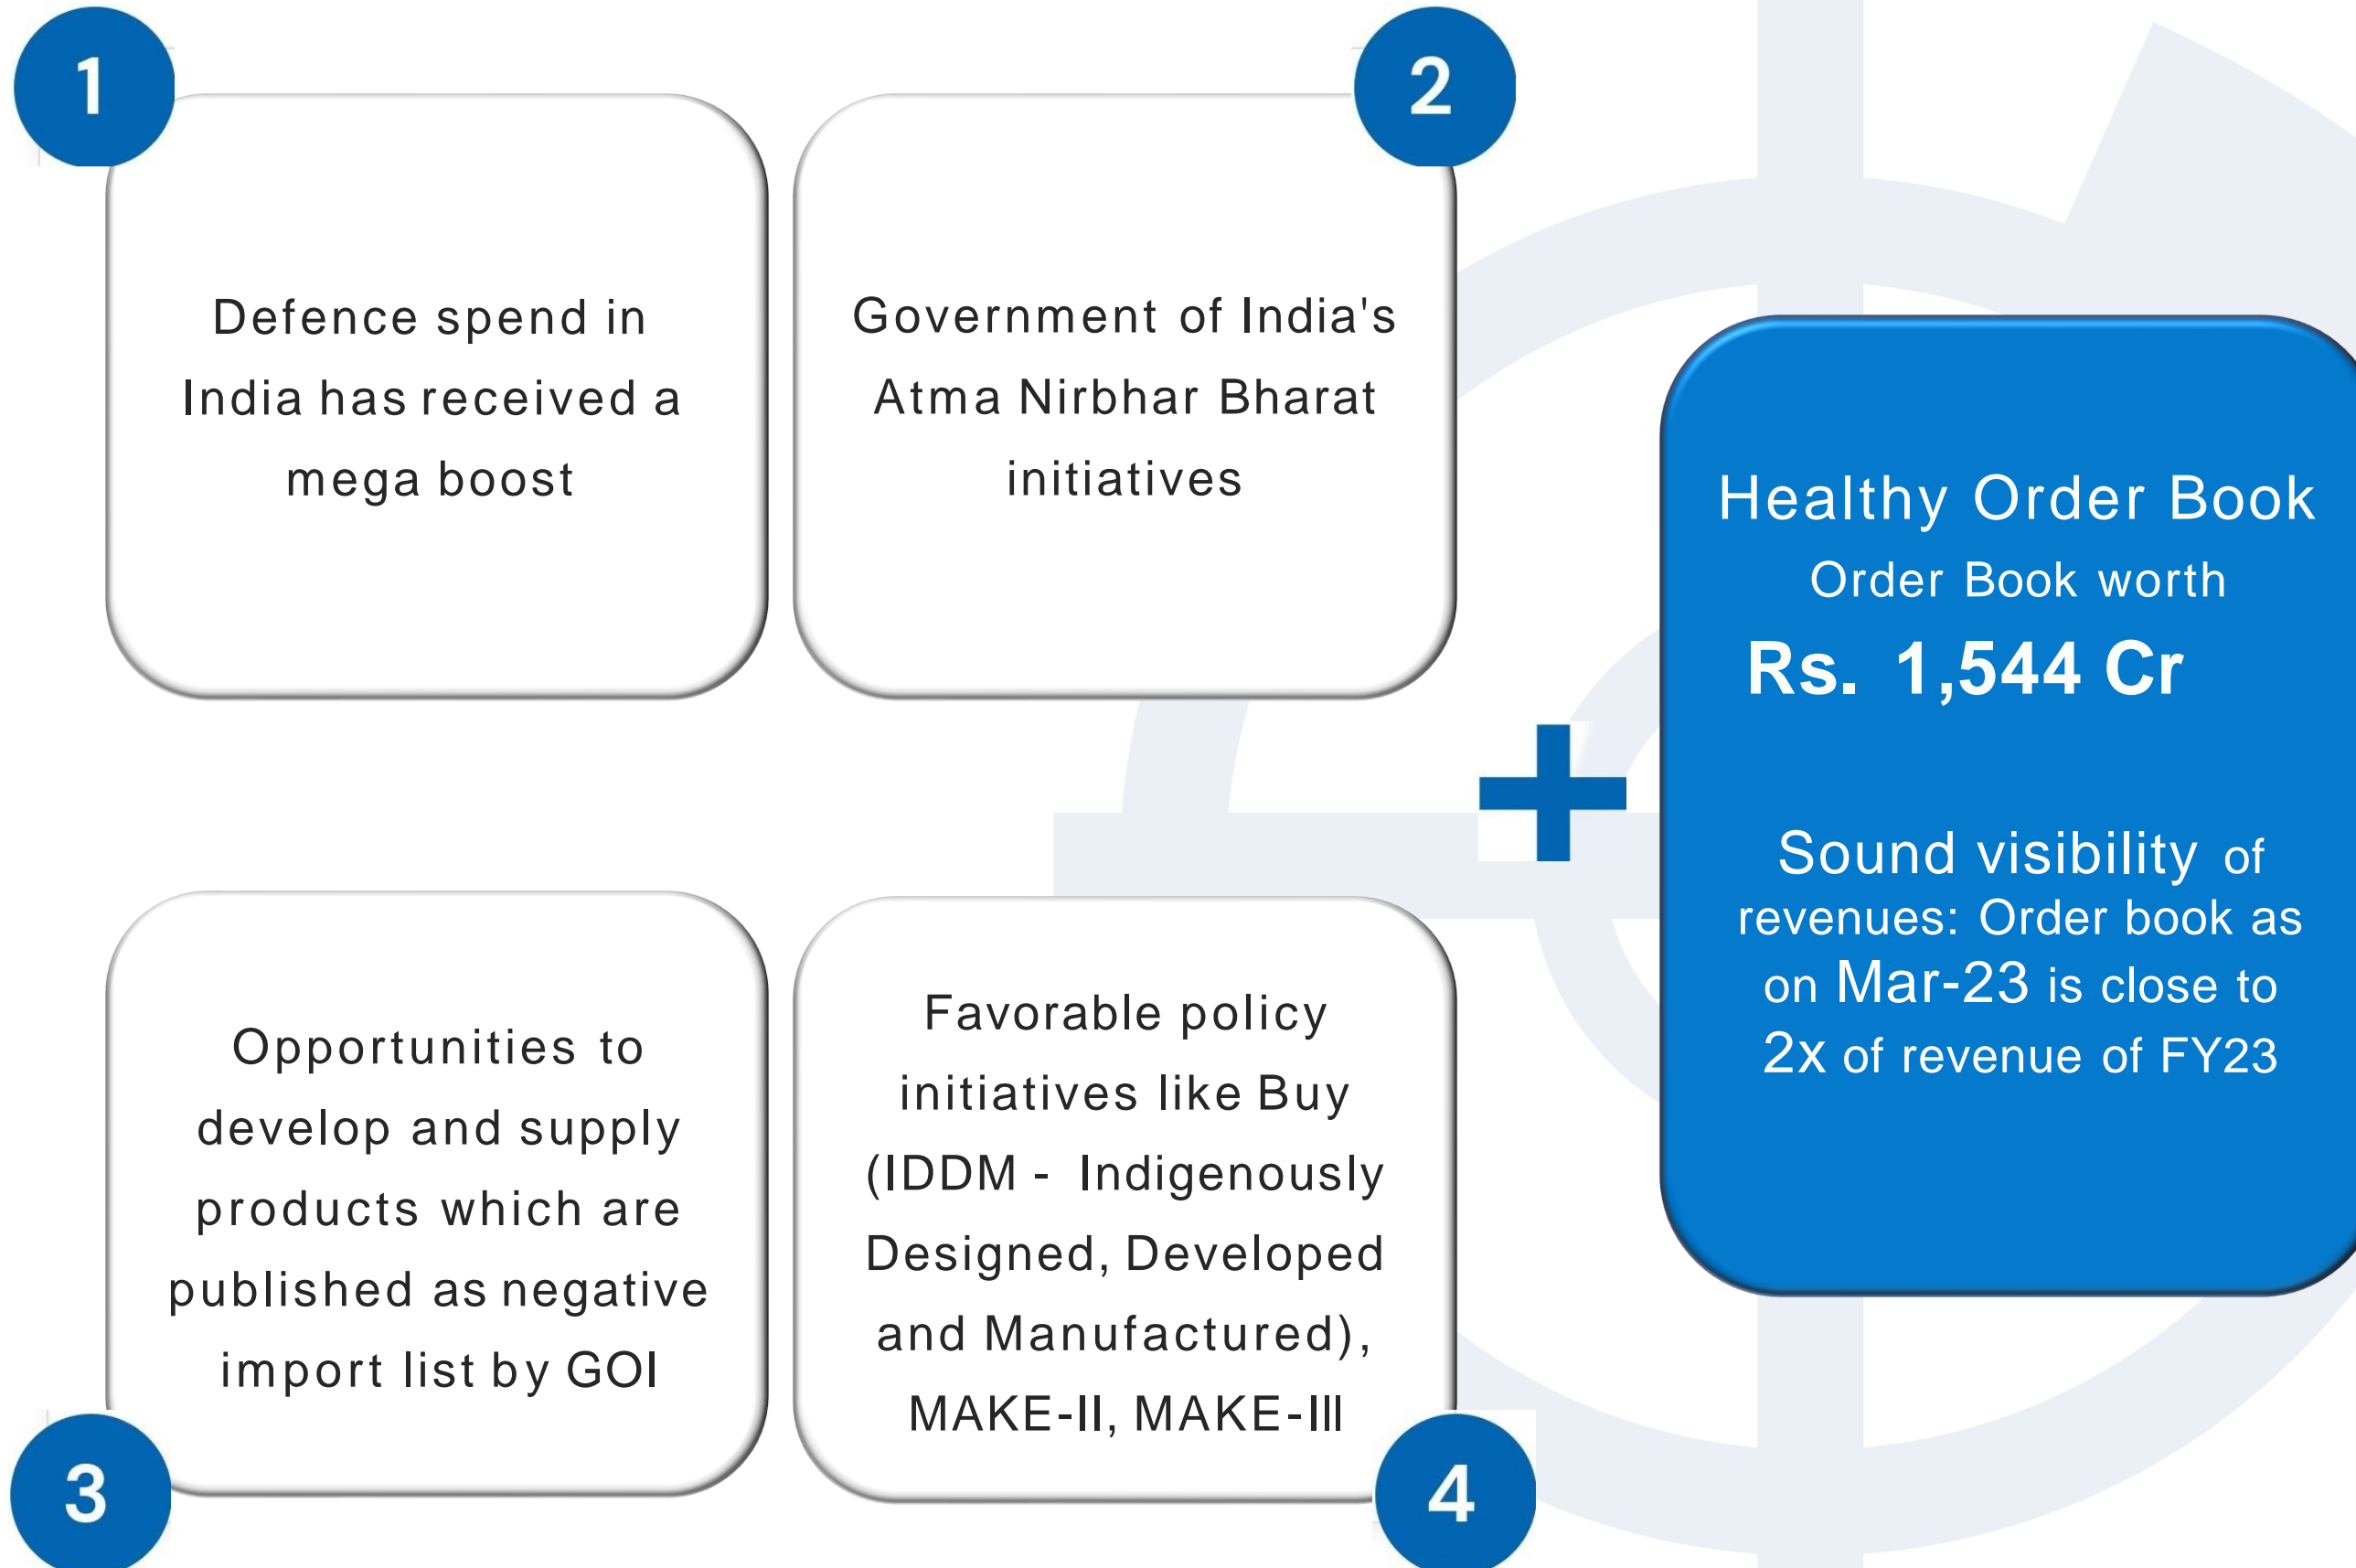 1
Defence spend in
India has received a
mega boost
2
Government of India's
Atma Nirbhar Bharat
initiatives
3
Opportunities to
develop and supply
products which are
published as negative
import list by GOI
4
Favorable policy
initiatives like Buy
(IDDM - Indigenously
Designed, Developed
and Manufactured),
MAKE-II, MAKE-III
+
Healthy Order Book
Order Book worth
Rs. 1,544 Cr
Sound visibility of
revenues: Order book as
on Mar-23 is close to
2x of revenue of FY23